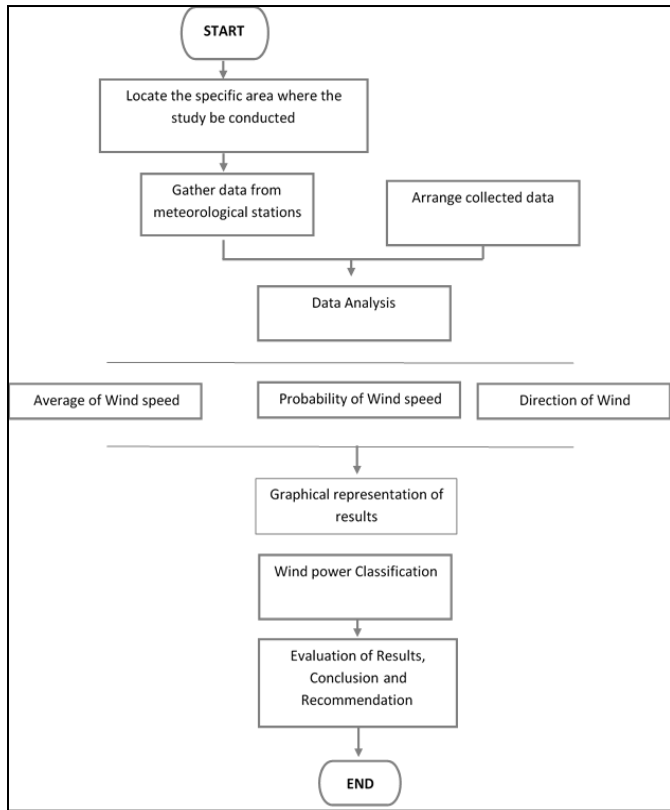 START
Locate the specific area where the
study be conducted
Gather data from
meteorological stations
Arrange collected data
Data Analysis
Average of Wind speed
Probability of Wind speed
Direction of Wind
Graphical representation of
results
Wind power Classification
Evaluation of Results,
Conclusion and
Recommendation
END